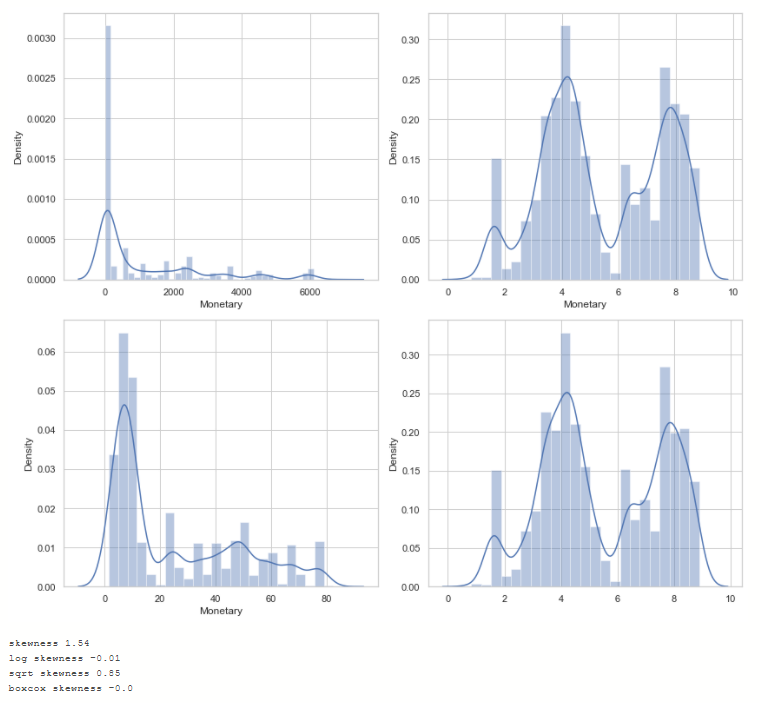 0.0030
0.0025
0.0020
0.0015
0.0010
0.0005
0.0000
Density
0 2000 4000 6000
Monetary
0.30
0.25
0.20
0.15
0.10
0.05
0.00
Density
0 2 4 6 8 10
Monetary
0.06
0.05
0.04
0.03
0.02
0.01
0.00
Density
0 20 40 60 80
Monetary
0.30
0.25
0.20
0.15
0.10
0.05
0.00
Density
0 2 4 6 8 10
skewness 1.54
log skewness -0.01
sqrt skewness 0.85
boxcox skewness -0.0